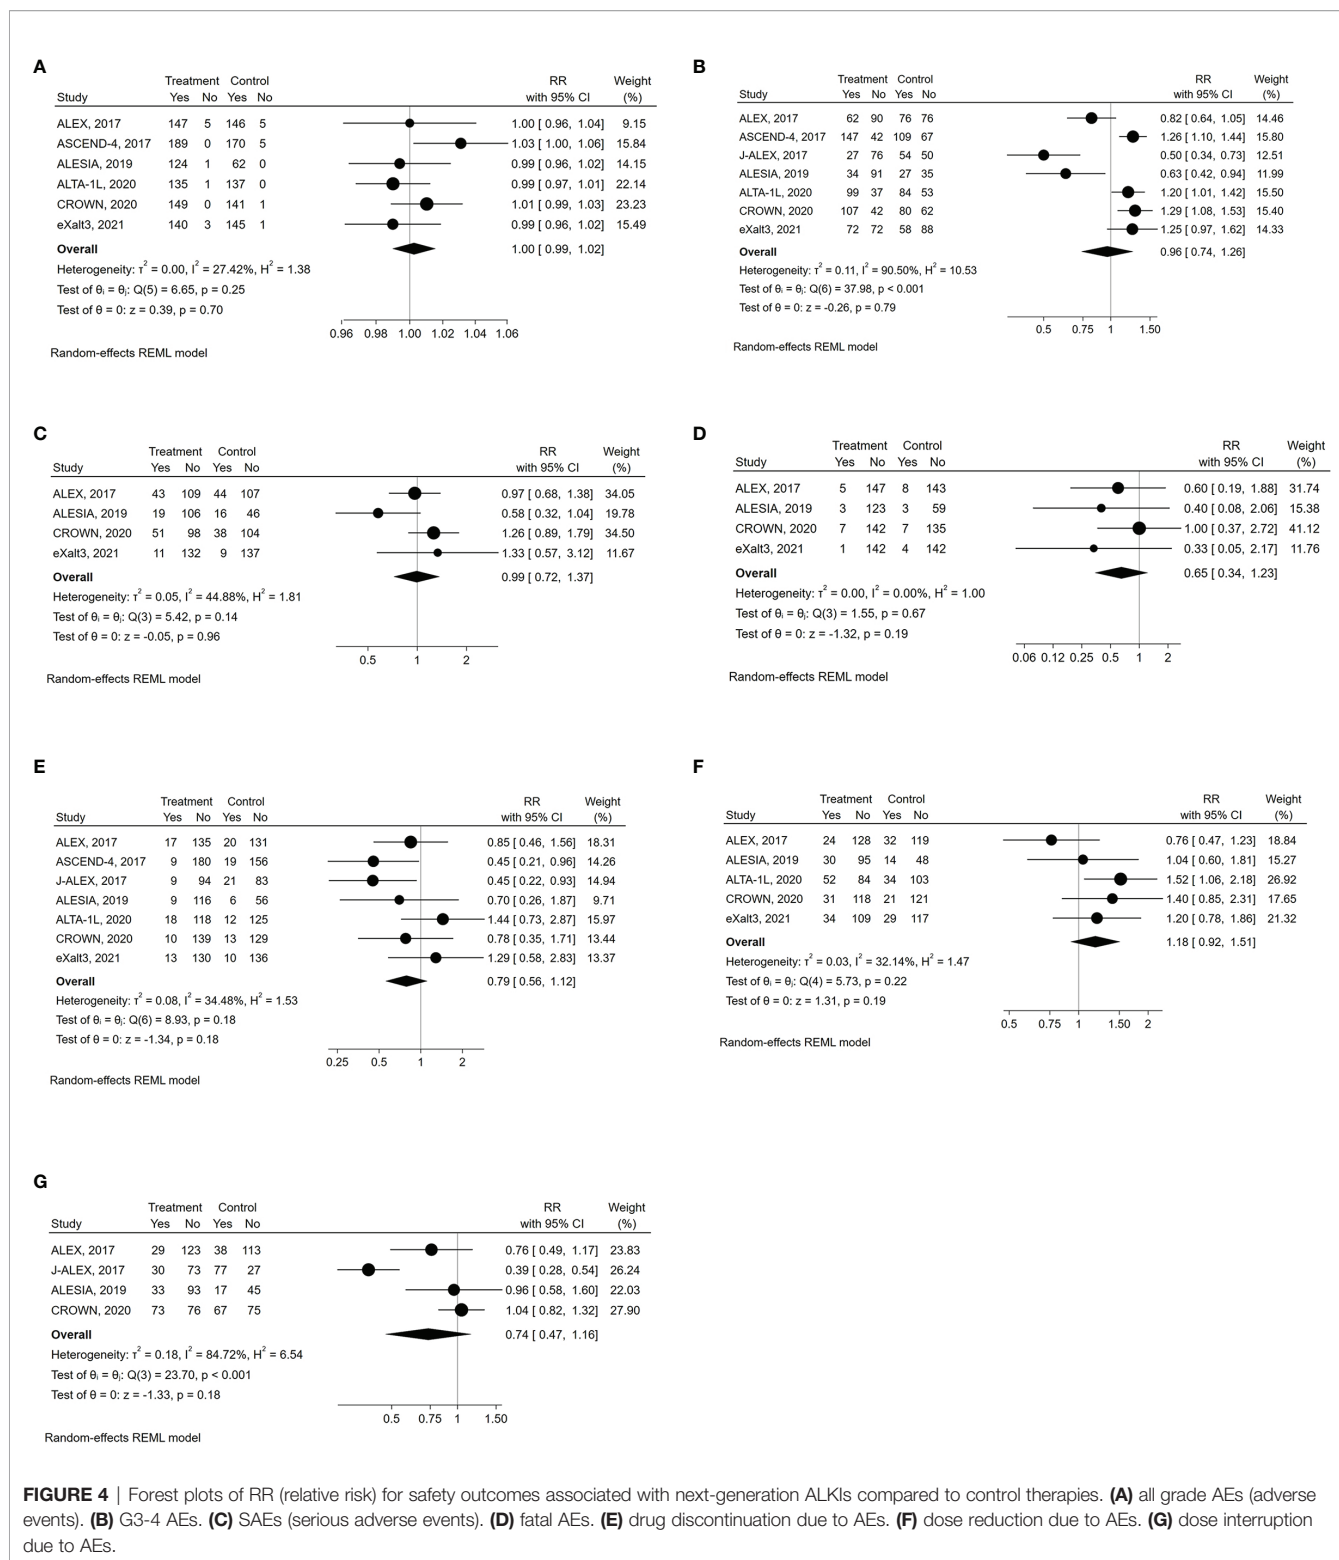 A
Treatment Control RR Weight
Study Yes No Yes No with 95% CI (%)
ALEX, 2017 147 5 146 5 1.00 [ 0.96, 1.04] 9.15
ASCEND-4, 2017 189 0 170 5 1.03 [ 1.00, 1.06] 15.84
ALESIA, 2019 124 1 62 0 0.99 [ 0.96, 1.02] 14.15
ALTA-1L, 2020 135 1 137 0 0.99 [ 0.97, 1.01] 22.14
CROWN, 2020 149 0 141 1 1.01 [ 0.99, 1.03] 23.23
eXalt3, 2021 140 3 145 1 0.99 [ 0.96, 1.02] 15.49
Overall 1.00 [ 0.99, 1.02]
Heterogeneity: τ² = 0.00, I² = 27.42%, H² = 1.38
Test of θᵢ = θⱼ: Q(5) = 6.65, p = 0.25
Test of θ = 0: z = 0.39, p = 0.70
0.96 0.98 1.00 1.02 1.04 1.06
Random-effects REML model
B
Treatment Control RR Weight
Study Yes No Yes No with 95% CI (%)
ALEX, 2017 62 90 76 76 0.82 [ 0.64, 1.05] 14.46
ASCEND-4, 2017 147 42 109 67 1.26 [ 1.10, 1.44] 15.80
J-ALEX, 2017 27 76 54 50 0.50 [ 0.34, 0.73] 12.51
ALESIA, 2019 34 91 27 35 0.63 [ 0.42, 0.94] 11.99
ALTA-1L, 2020 99 37 84 53 1.20 [ 1.01, 1.42] 15.50
CROWN, 2020 107 42 80 62 1.29 [ 1.08, 1.53] 15.40
eXalt3, 2021 72 72 58 88 1.25 [ 0.97, 1.62] 14.33
Overall 0.96 [ 0.74, 1.26]
Heterogeneity: τ² = 0.11, I² = 90.50%, H² = 10.53
Test of θᵢ = θⱼ: Q(6) = 37.98, p < 0.001
Test of θ = 0: z = -0.26, p = 0.79
0.5 0.75 1 1.50
Random-effects REML model
C
Treatment Control RR Weight
Study Yes No Yes No with 95% CI (%)
ALEX, 2017 43 109 44 107 0.97 [ 0.68, 1.38] 34.05
ALESIA, 2019 19 106 16 46 0.58 [ 0.32, 1.04] 19.78
CROWN, 2020 51 98 38 104 1.26 [ 0.89, 1.79] 34.50
eXalt3, 2021 11 132 9 137 1.33 [ 0.57, 3.12] 11.67
Overall 0.99 [ 0.72, 1.37]
Heterogeneity: τ² = 0.05, I² = 44.88%, H² = 1.81
Test of θᵢ = θⱼ: Q(3) = 5.42, p = 0.14
Test of θ = 0: z = -0.05, p = 0.96
0.5 1 2
Random-effects REML model
D
Treatment Control RR Weight
Study Yes No Yes No with 95% CI (%)
ALEX, 2017 5 147 8 143 0.60 [ 0.19, 1.88] 31.74
ALESIA, 2019 3 123 3 59 0.40 [ 0.08, 2.06] 15.38
CROWN, 2020 7 142 7 135 1.00 [ 0.37, 2.72] 41.12
eXalt3, 2021 1 142 4 142 0.33 [ 0.05, 2.17] 11.76
Overall 0.65 [ 0.34, 1.23]
Heterogeneity: τ² = 0.00, I² = 0.00%, H² = 1.00
Test of θᵢ = θⱼ: Q(3) = 1.55, p = 0.67
Test of θ = 0: z = -1.32, p = 0.19
0.06 0.12 0.25 0.5 1 2
Random-effects REML model
E
Treatment Control RR Weight
Study Yes No Yes No with 95% CI (%)
ALEX, 2017 17 135 20 131 0.85 [ 0.46, 1.56] 18.31
ASCEND-4, 2017 9 180 19 156 0.45 [ 0.21, 0.96] 14.26
J-ALEX, 2017 9 94 21 83 0.45 [ 0.22, 0.93] 14.94
ALESIA, 2019 9 116 6 56 0.70 [ 0.26, 1.87] 9.71
ALTA-1L, 2020 18 118 12 125 1.44 [ 0.73, 2.87] 15.97
CROWN, 2020 10 139 13 129 0.78 [ 0.35, 1.71] 13.44
eXalt3, 2021 13 130 10 136 1.29 [ 0.58, 2.83] 13.37
Overall 0.79 [ 0.56, 1.12]
Heterogeneity: τ² = 0.08, I² = 34.48%, H² = 1.53
Test of θᵢ = θⱼ: Q(6) = 8.93, p = 0.18
Test of θ = 0: z = -1.34, p = 0.18
0.25 0.5 1 2
Random-effects REML model
F
Treatment Control RR Weight
Study Yes No Yes No with 95% CI (%)
ALEX, 2017 24 128 32 119 0.76 [ 0.47, 1.23] 18.84
ALESIA, 2019 30 95 14 48 1.04 [ 0.60, 1.81] 15.27
ALTA-1L, 2020 52 84 34 103 1.52 [ 1.06, 2.18] 26.92
CROWN, 2020 31 118 21 121 1.40 [ 0.85, 2.31] 17.65
eXalt3, 2021 34 109 29 117 1.20 [ 0.78, 1.86] 21.32
Overall 1.18 [ 0.92, 1.51]
Heterogeneity: τ² = 0.03, I² = 32.14%, H² = 1.47
Test of θᵢ = θⱼ: Q(4) = 5.73, p = 0.22
Test of θ = 0: z = 1.31, p = 0.19
0.5 0.75 1 1.50 2
Random-effects REML model
G
Treatment Control RR Weight
Study Yes No Yes No with 95% CI (%)
ALEX, 2017 29 123 38 113 0.76 [ 0.49, 1.17] 23.83
J-ALEX, 2017 30 73 77 27 0.39 [ 0.28, 0.54] 26.24
ALESIA, 2019 33 93 17 45 0.96 [ 0.58, 1.60] 22.03
CROWN, 2020 73 76 67 75 1.04 [ 0.82, 1.32] 27.90
Overall 0.74 [ 0.47, 1.16]
Heterogeneity: τ² = 0.18, I² = 84.72%, H² = 6.54
Test of θᵢ = θⱼ: Q(3) = 23.70, p < 0.001
Test of θ = 0: z = -1.33, p = 0.18
0.5 0.75 1 1.50
Random-effects REML model
FIGURE 4 | Forest plots of RR (relative risk) for safety outcomes associated with next-generation ALKIs compared to control therapies. (A) all grade AEs (adverse
events). (B) G3-4 AEs. (C) SAEs (serious adverse events). (D) fatal AEs. (E) drug discontinuation due to AEs. (F) dose reduction due to AEs. (G) dose interruption
due to AEs.